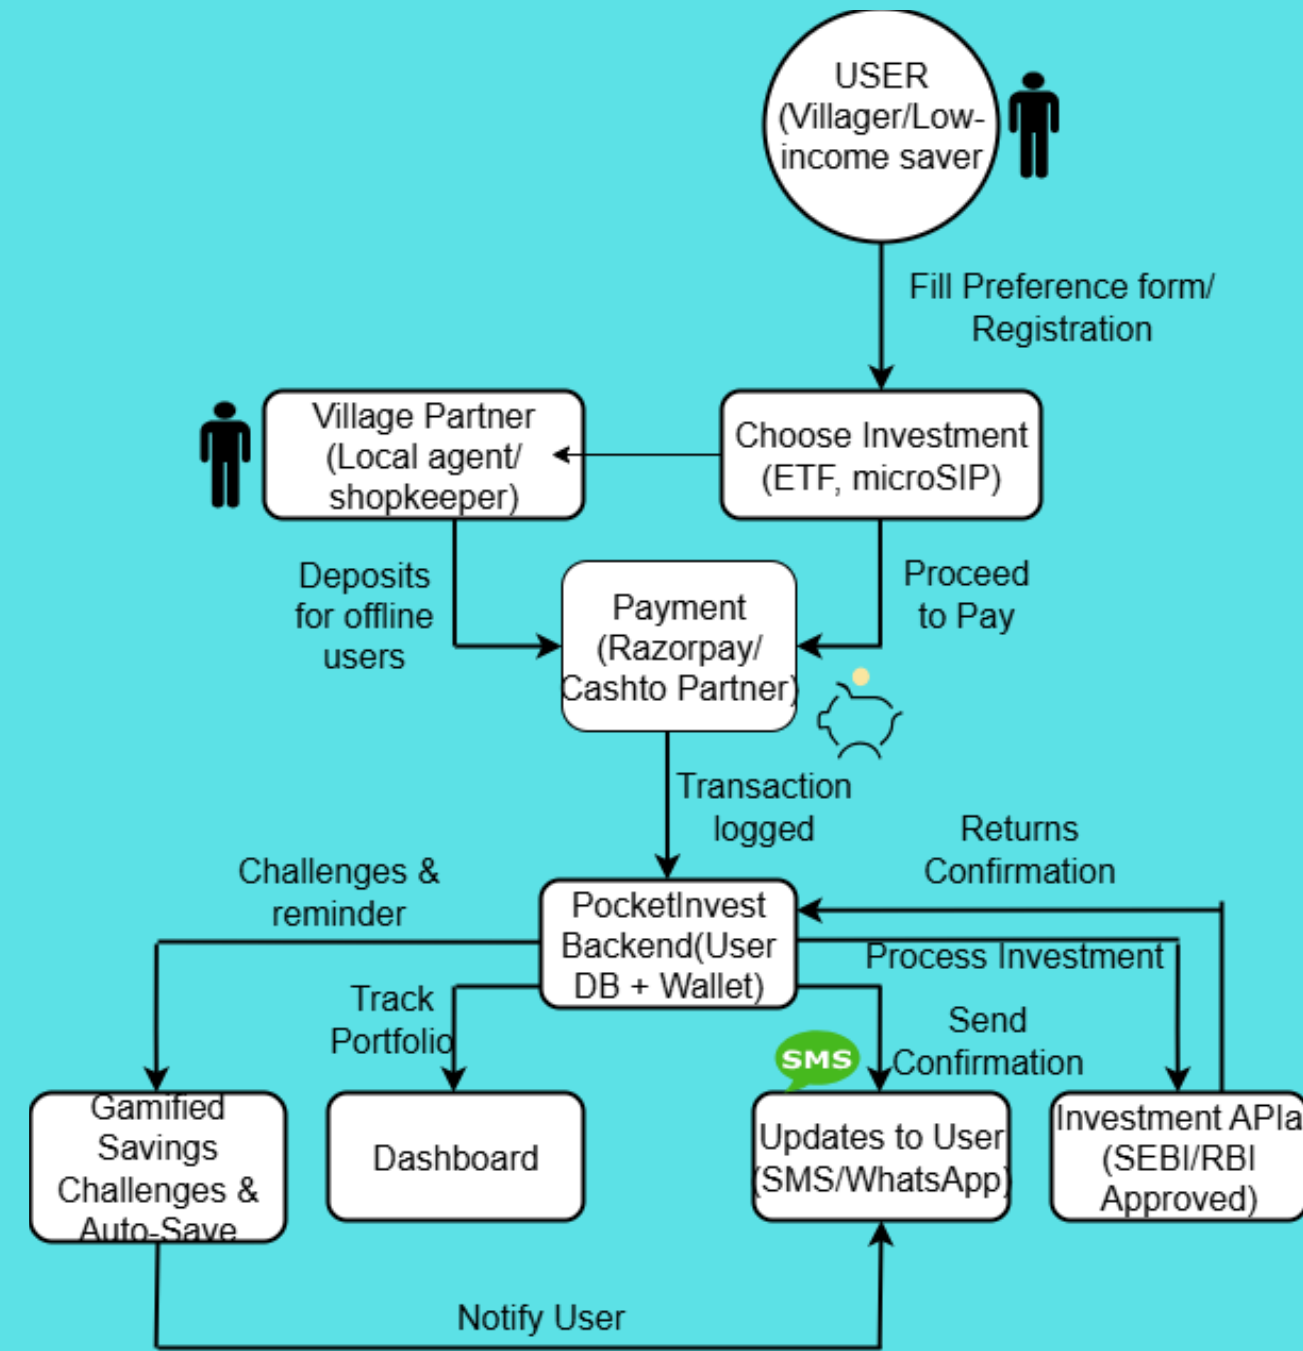 USER
(Villager/Low-
income saver
Fill Preference form/
Registration
Village Partner
(Local agent/
shopkeeper)
Choose Investment
(ETF, microSIP)
Deposits
for offline
users
Payment
(Razorpay/
Cashto Partner)
Proceed
to Pay
Transaction
logged
Returns
Confirmation
Challenges &
reminder
PocketInvest
Backend(User
DB + Wallet)
Process Investment
Track
Portfolio
Send
Confirmation
SMS
Gamified
Savings
Challenges &
Auto-Save
Dashboard
Updates to User
(SMS/WhatsApp)
Investment APIa
(SEBI/RBI
Approved)
Notify User